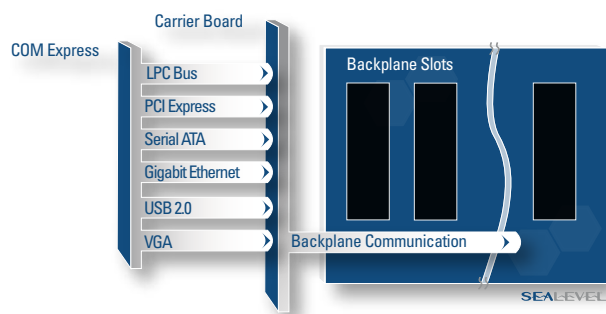 Carrier Board
COM Express
Backplane Slots
LPC Bus
PCI Express
Serial ATA
Gigabit Ethernet
USB 2.0
VGA
Backplane Communication
SEALEVEL